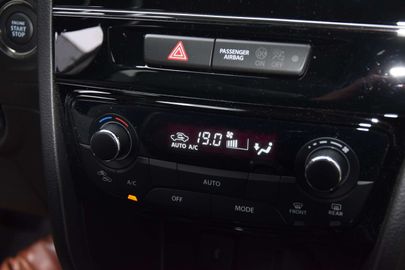 ENGINE
START
STOP
PASSENGER
AIRBAG
ON
OFF
AUTO A/C
19.0
A/C
AUTO
OFF
MODE
FRONT
REAR